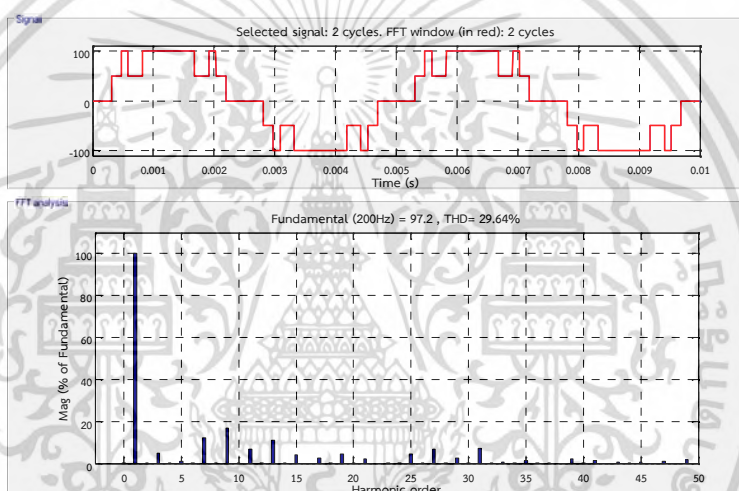 Signal
Selected signal: 2 cycles. FFT window (in red): 2 cycles
100
0
-100
0 0.001 0.002 0.003 0.004 0.005 0.006 0.007 0.008 0.009 0.01
Time (s)
FFT analysis
Fundamental (200Hz) = 97.2 , THD= 29.64%
Mag (% of Fundamental)
100
80
60
40
20
0
0 5 10 15 20 25 30 35 40 45 50
Harmonic order